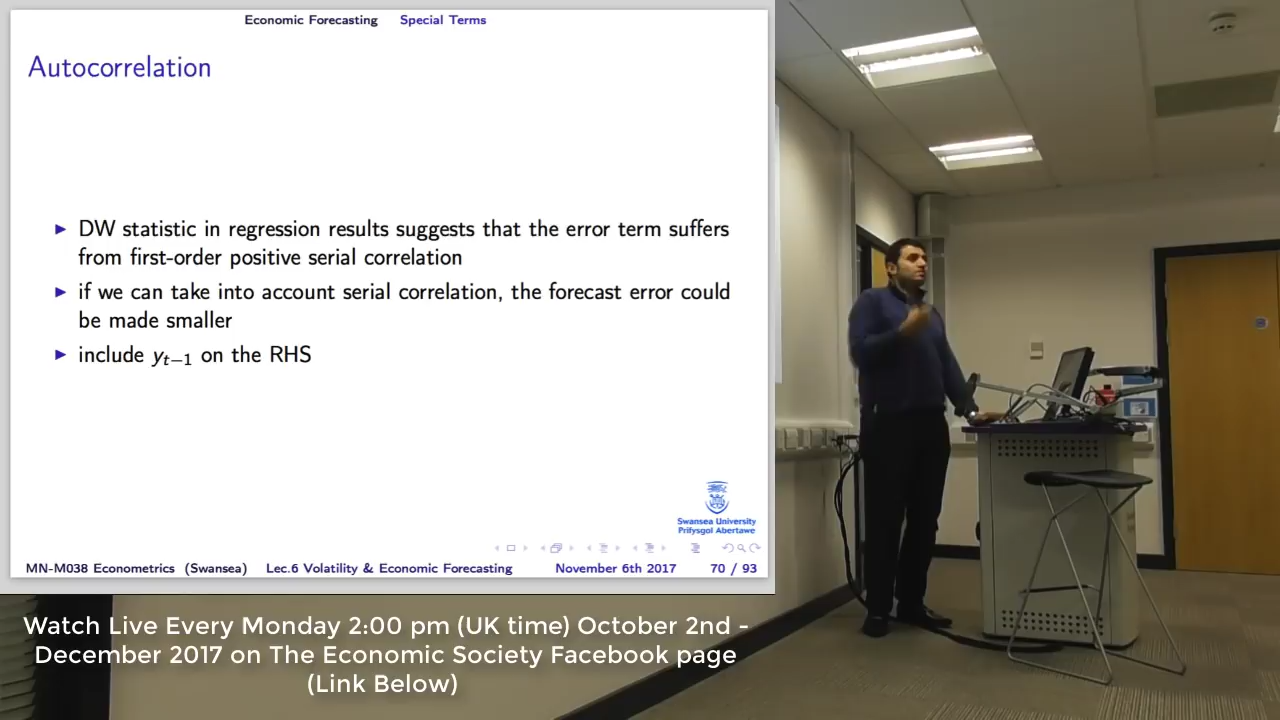 Economic Forecasting Special Terms
Autocorrelation
▶ DW statistic in regression results suggests that the error term suffers
from first-order positive serial correlation
▶ if we can take into account serial correlation, the forecast error could
be made smaller
▶ include yₜ₋₁ on the RHS
Swansea University
Prifysgol Abertawe
MN-M038 Econometrics (Swansea) Lec.6 Volatility & Economic Forecasting November 6th 2017 70 / 93
Watch Live Every Monday 2:00 pm (UK time) October 2nd -
December 2017 on The Economic Society Facebook page
(Link Below)